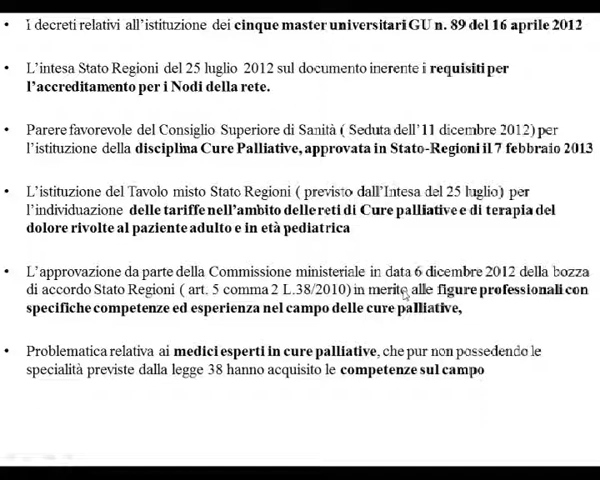 • I decreti relativi all'istituzione dei cinque master universitari GU n. 89 del 16 aprile 2012
• L'intesa Stato Regioni del 25 luglio 2012 sul documento inerente i requisiti per
l'accreditamento per i Nodi della rete.
• Parere favorevole del Consiglio Superiore di Sanità ( Seduta dell'11 dicembre 2012) per
l'istituzione della disciplina Cure Palliative, approvata in Stato-Regioni il 7 febbraio 2013
• L'istituzione del Tavolo misto Stato Regioni ( previsto dall'Intesa del 25 luglio) per
l'individuazione delle tariffe nell'ambito delle reti di Cure palliative e di terapia del
dolore rivolte al paziente adulto e in età pediatrica
• L'approvazione da parte della Commissione ministeriale in data 6 dicembre 2012 della bozza
di accordo Stato Regioni ( art. 5 comma 2 L.38/2010) in merito alle figure professionali con
specifiche competenze ed esperienza nel campo delle cure palliative,
• Problematica relativa ai medici esperti in cure palliative, che pur non possedendo le
specialità previste dalla legge 38 hanno acquisito le competenze sul campo